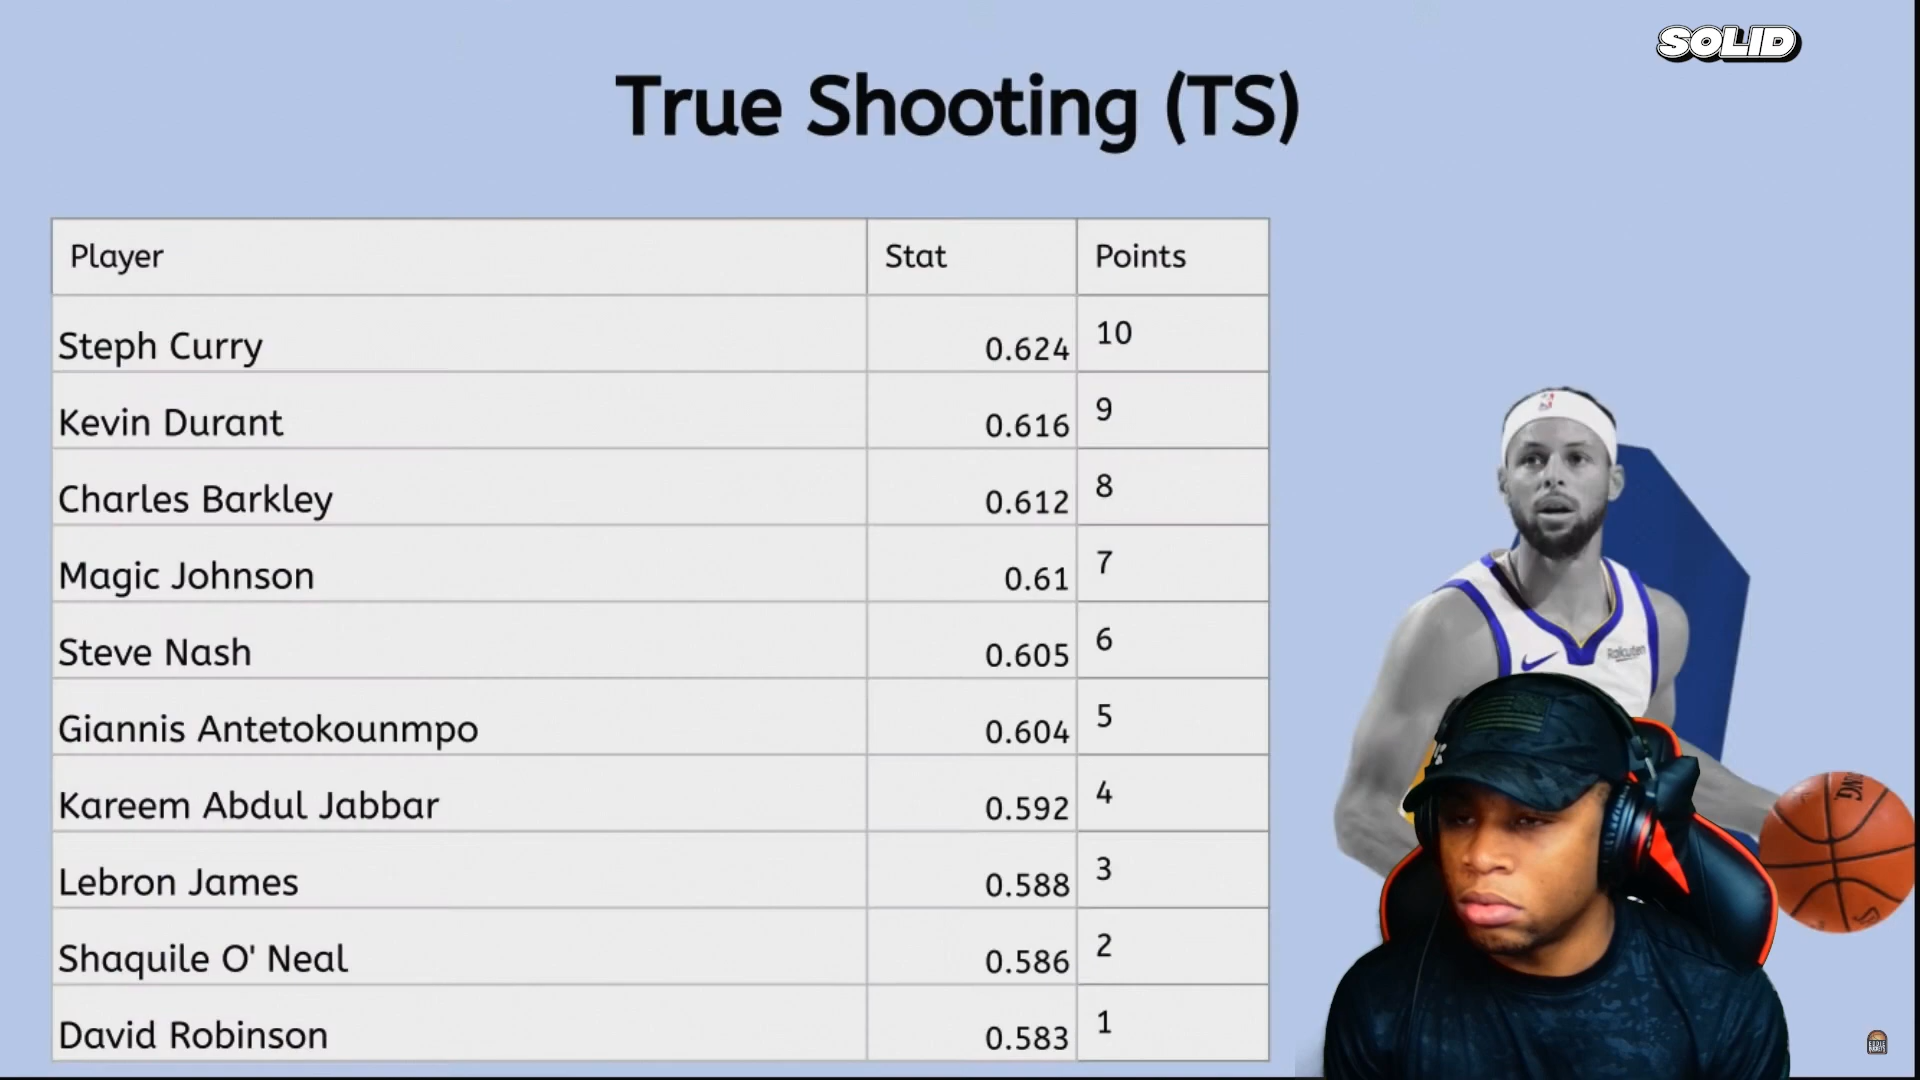 SOLID
True Shooting (TS)
Player Stat Points
Steph Curry 0.624 10
Kevin Durant 0.616 9
Charles Barkley 0.612 8
Magic Johnson 0.61 7
Steve Nash 0.605 6
Giannis Antetokounmpo 0.604 5
Kareem Abdul Jabbar 0.592 4
Lebron James 0.588 3
Shaquile O' Neal 0.586 2
David Robinson 0.583 1
Rakuten